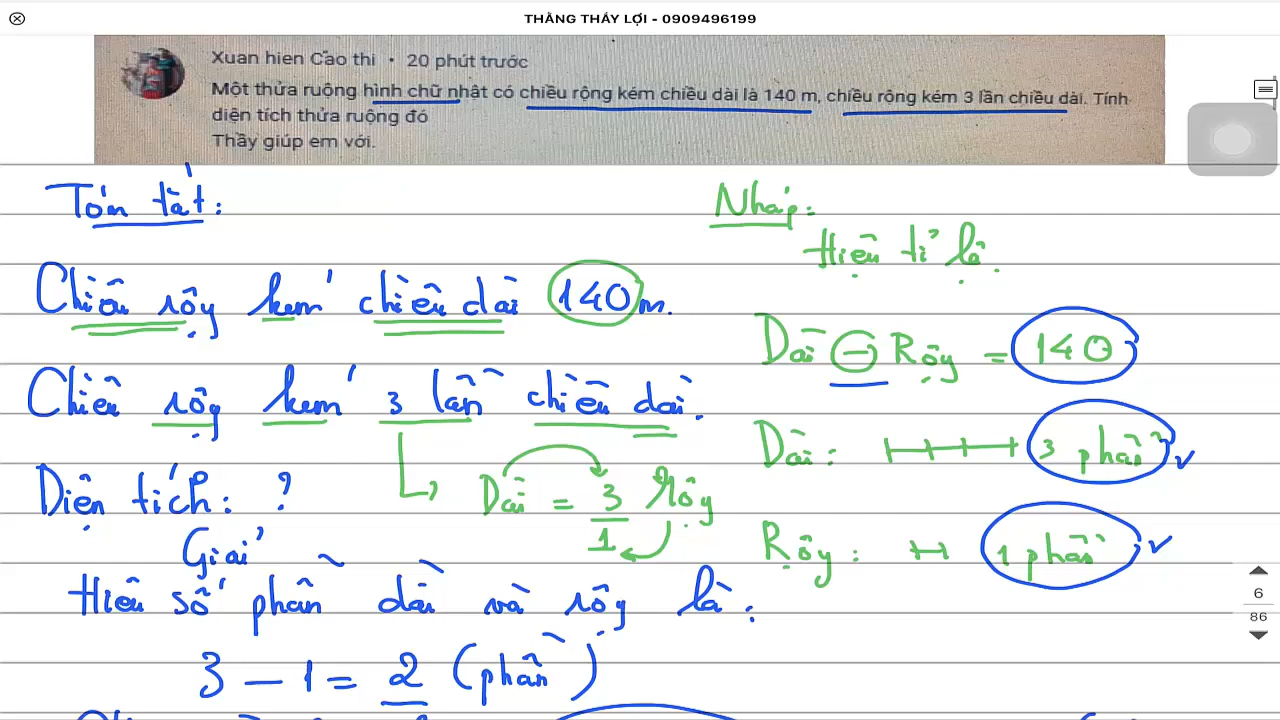 THẰNG THẦY LỢI - 0909496199
Xuan hien Cao thi • 20 phút trước
Một thửa ruộng hình chữ nhật có chiều rộng kém chiều dài là 140 m, chiều rộng kém 3 lần chiều dài. Tính
diện tích thửa ruộng đó
Thầy giúp em với.
Tóm tắt:
Chiều rộng kém chiều dài 140m.
Chiều rộng kém 3 lần chiều dài.
Dài = 3/1 rộng
Diện tích: ?
Nháp:
Hiệu tỉ là
Dài - Rộng = 140
Dài: 3 phần
Rộng: 1 phần
Giải
Hiệu số phần dài và rộng là:
3 - 1 = 2 (phần)
6
86